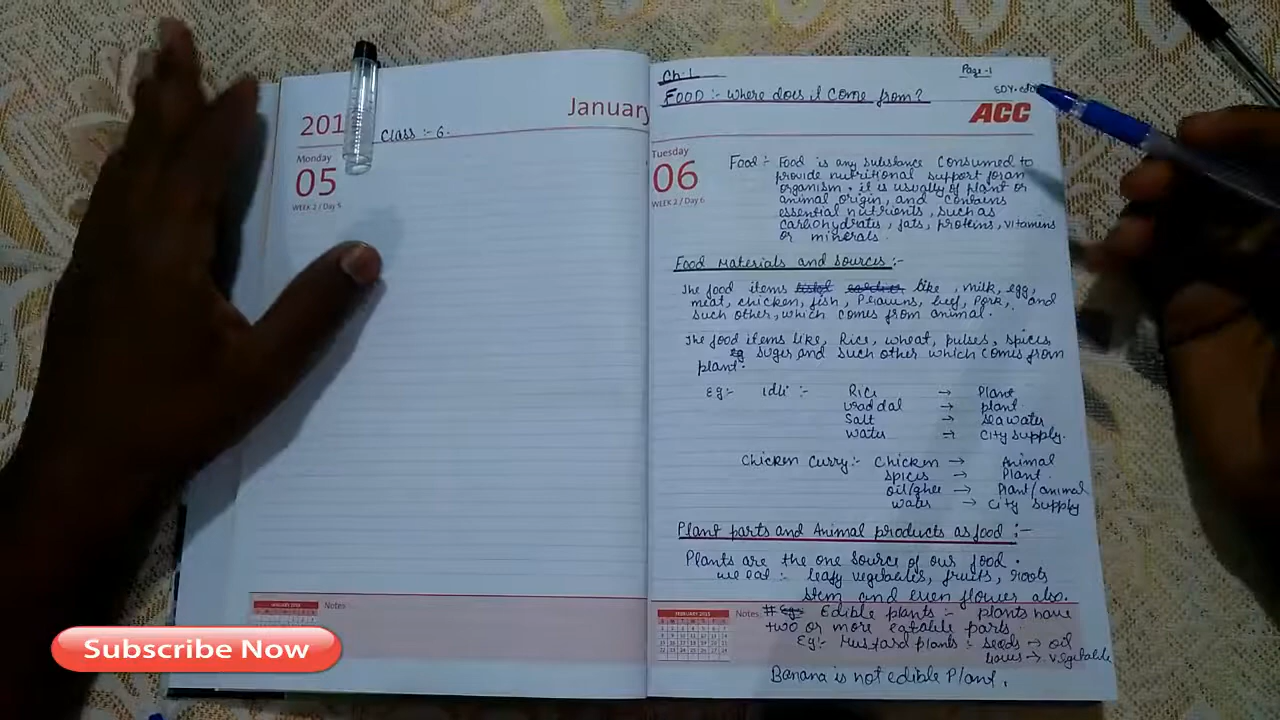 201
January
Class :- 6.
Monday
05
WEEK 2 / Day 5
Notes
Subscribe Now
Ch-1
Page-1
FOOD :- Where does it come from?
ACC
Tuesday
06
WEEK 2 / Day 6
Food :- Food is any substance consumed to
provide nutritional support for an
organism. it is usually of plant or
animal origin, and contains
essential nutrients, such as
carbohydrates, fats, proteins, vitamins
or minerals.
Food Materials and Sources :-
The food items like, milk, egg,
meat, chicken, fish, Prawns, beef, Pork, and
such other, which comes from animal.
The food items like, Rice, wheat, pulses, spices
eg suger and such other which comes from
plant.
eg:- idli :- Rice → Plant
Urad dal → plant
Salt → sea water
water → City supply.
Chicken Curry:- Chicken → Animal
spices → Plant.
oil/ghee → Plant/animal
water → City supply
Plant parts and Animal products as food :-
Plants are the one source of our food.
we eat :- leafy vegetables, fruits, roots
stem and even flower also.
Notes # Egs Edible plants :- plants have
two or more eatable parts
Eg:- Mustard plants :- seeds → oil
leaves → vegetable
Banana is not edible Plant.
FEBRUARY 2015